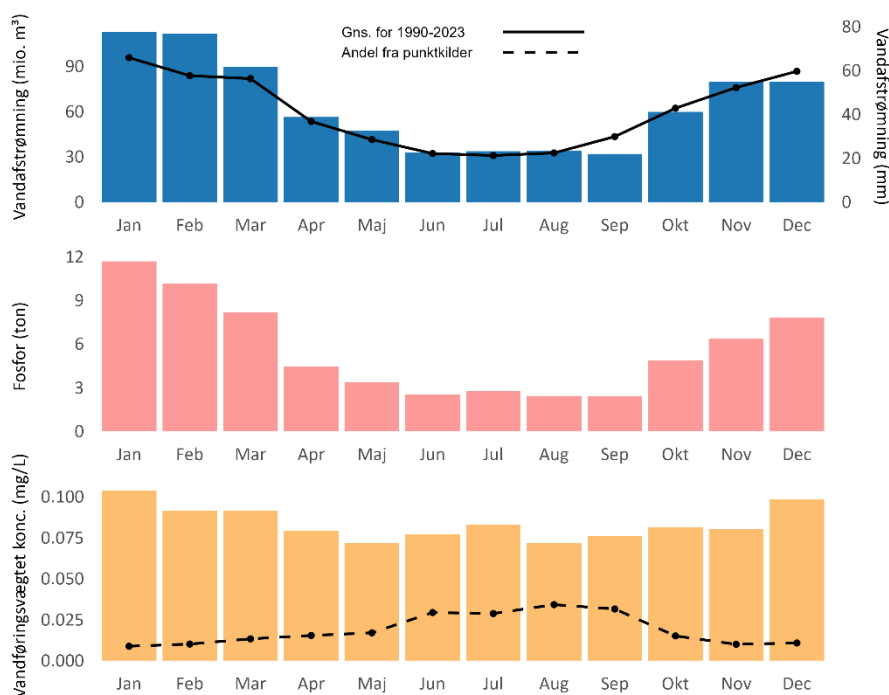 Gns. for 1990-2023
Andel fra punktkilder
Vandafstrømning (mio. m³)
90
60
30
0
80
60
40
20
0
Vandafstrømning (mm)
Jan Feb Mar Apr Maj Jun Jul Aug Sep Okt Nov Dec
Fosfor (ton)
12
9
6
3
0
Jan Feb Mar Apr Maj Jun Jul Aug Sep Okt Nov Dec
Vandføringsvægtet konc. (mg/L)
0.100
0.075
0.050
0.025
0.000
Jan Feb Mar Apr Maj Jun Jul Aug Sep Okt Nov Dec